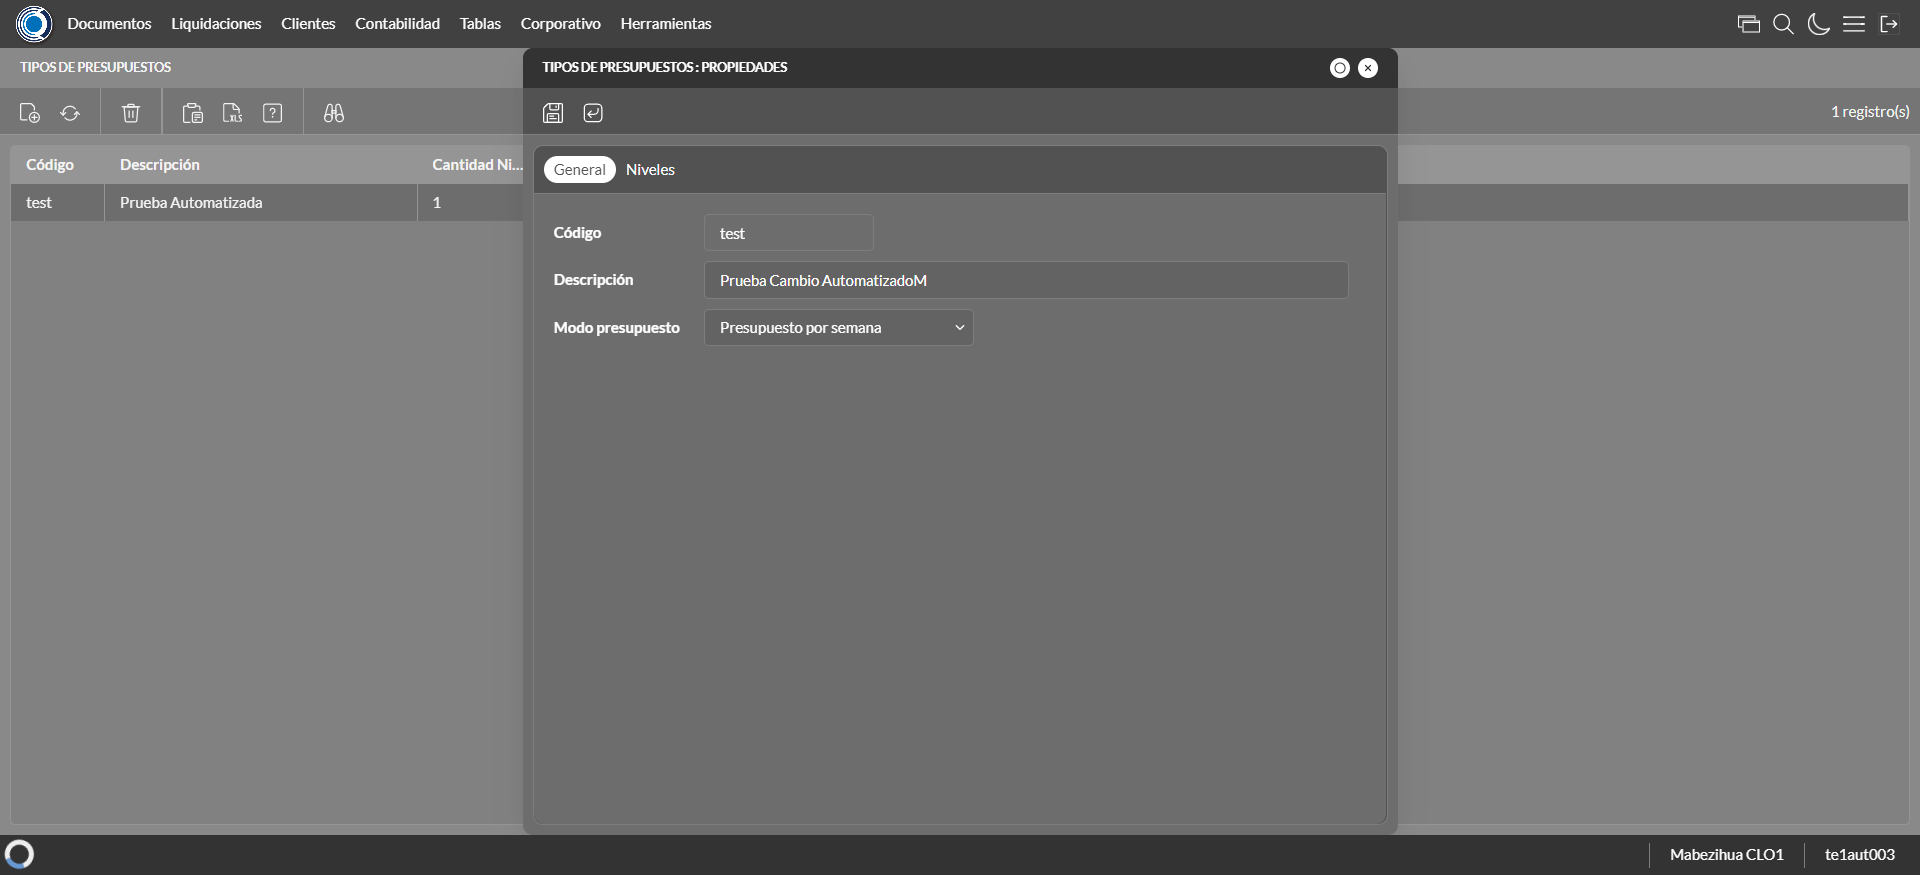 Documentos Liquidaciones Clientes Contabilidad Tablas Corporativo Herramientas
TIPOS DE PRESUPUESTOS
TIPOS DE PRESUPUESTOS : PROPIEDADES
XLS ?
1 registro(s)
Código Descripción Cantidad Ni...
test Prueba Automatizada 1
General Niveles
Código test
Descripción Prueba Cambio AutomatizadoM
Modo presupuesto Presupuesto por semana
Mabezihua CLO1 te1aut003